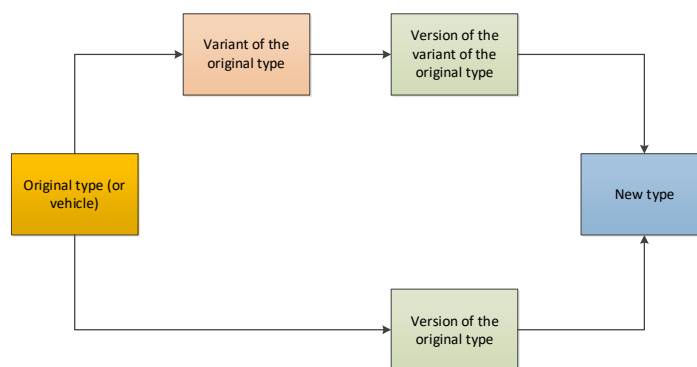 Variant of the
original type
Version of the
variant of the
original type
Original type (or
vehicle)
New type
Version of the
original type